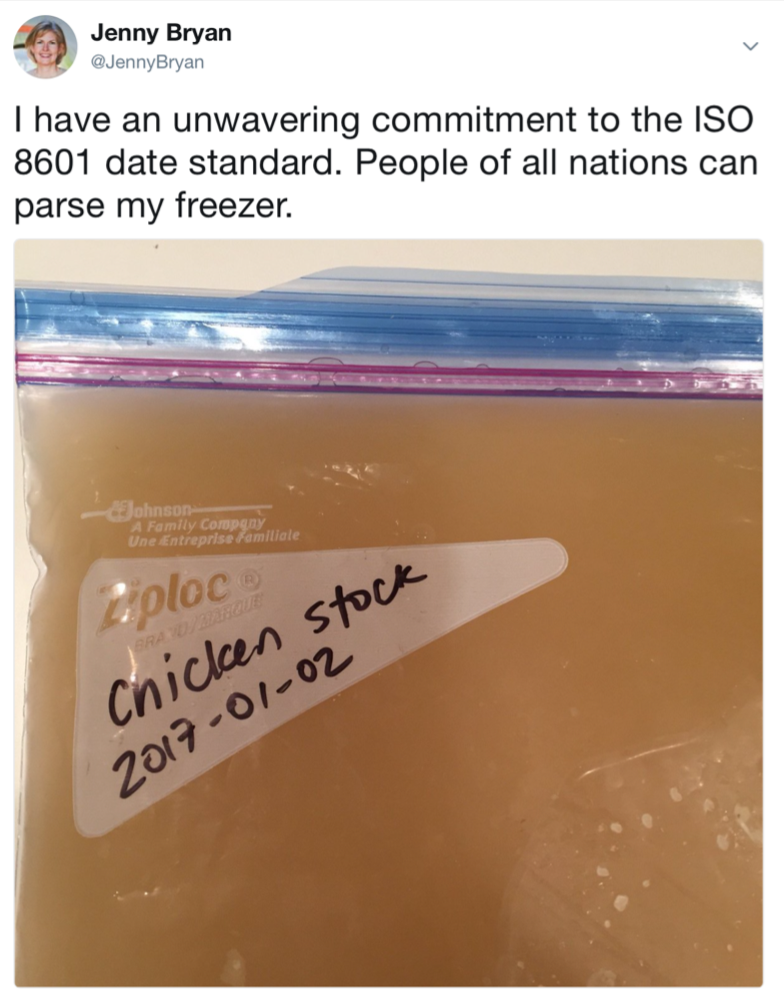 Jenny Bryan
@JennyBryan
I have an unwavering commitment to the ISO
8601 date standard. People of all nations can
parse my freezer.
Johnson
A Family Company
Une Entreprise Familiale
Ziploc®
BRAND/MARQUE
Chicken stock
2017-01-02